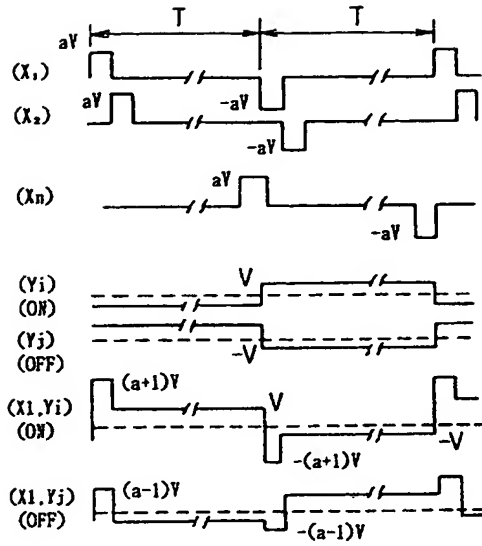 T T
aV
(X₁)
-aV
aV
(X₂)
-aV
aV
(Xn)
-aV
(Yi) V
(ON)
(Yj)
-V
(OFF)
(a+1)V
(X1,Yi) V
(ON) -V
-(a+1)V
(X1,Yj) (a-1)V
(OFF) -(a-1)V